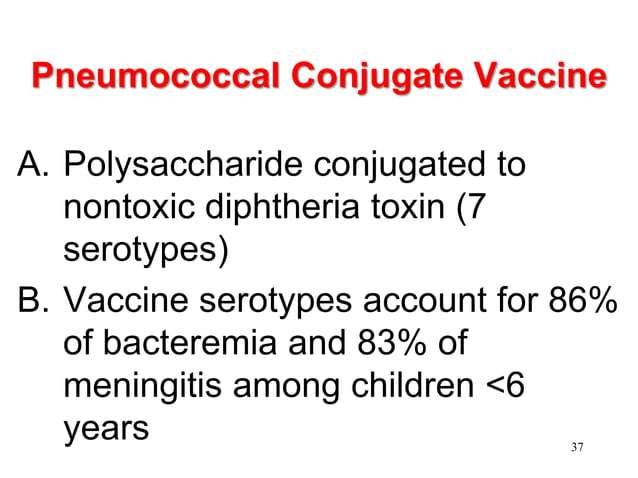 Pneumococcal Conjugate Vaccine
A. Polysaccharide conjugated to
nontoxic diphtheria toxin (7
serotypes)
B. Vaccine serotypes account for 86%
of bacteremia and 83% of
meningitis among children <6
years
37